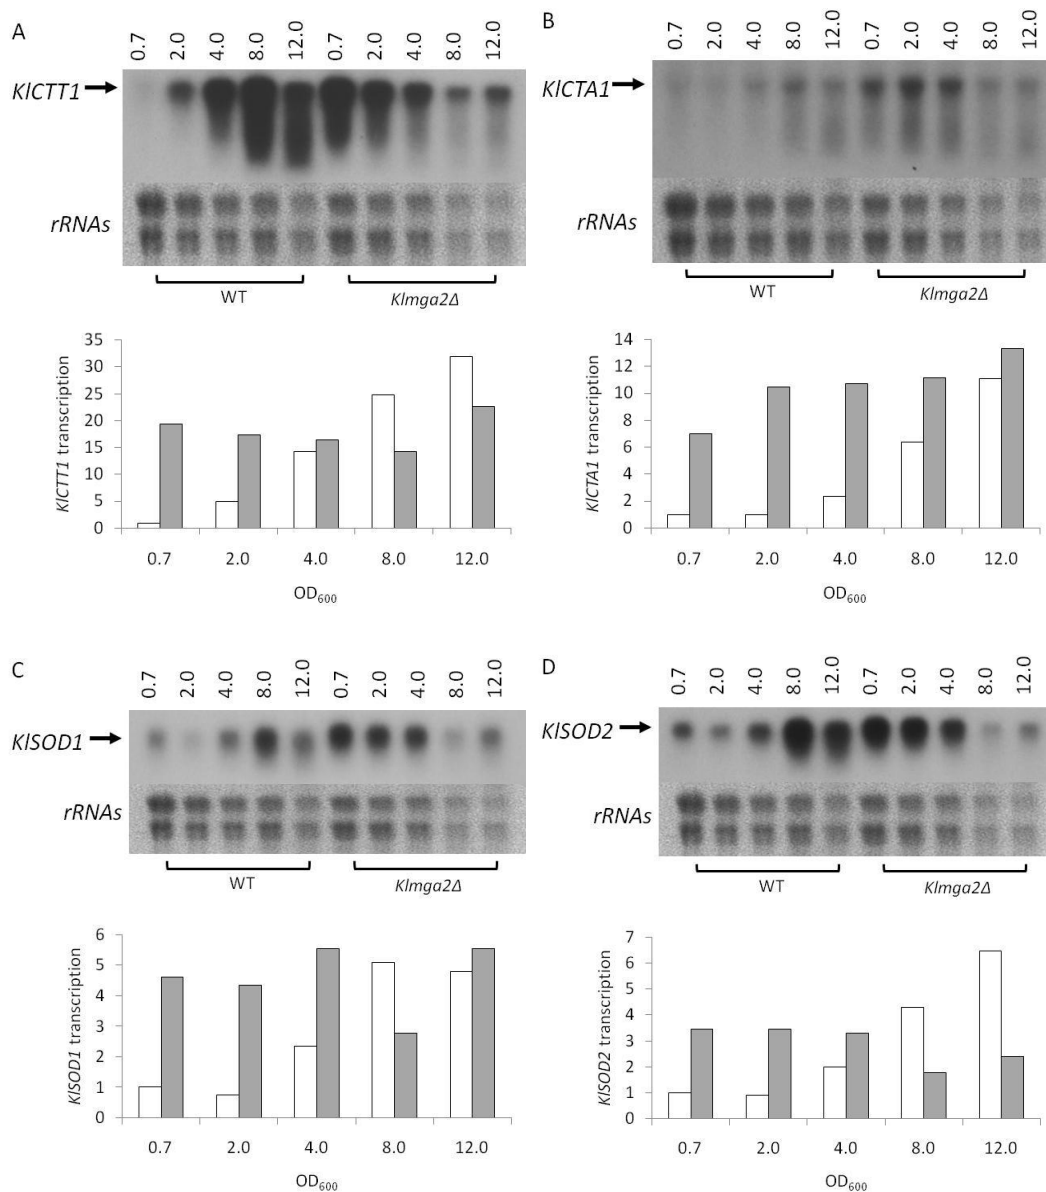 A
0.7 2.0 4.0 8.0 12.0 0.7 2.0 4.0 8.0 12.0
KlCTT1
rRNAs
WT Klmga2Δ
35
30
25
20
15
10
5
0
KlCTT1 transcription
0.7 2.0 4.0 8.0 12.0
OD600
B
0.7 2.0 4.0 8.0 12.0 0.7 2.0 4.0 8.0 12.0
KlCTA1
rRNAs
WT Klmga2Δ
14
12
10
8
6
4
2
0
KlCTA1 transcription
0.7 2.0 4.0 8.0 12.0
OD600
C
0.7 2.0 4.0 8.0 12.0 0.7 2.0 4.0 8.0 12.0
KlSOD1
rRNAs
WT Klmga2Δ
6
5
4
3
2
1
0
KlSOD1 transcription
0.7 2.0 4.0 8.0 12.0
OD600
D
0.7 2.0 4.0 8.0 12.0 0.7 2.0 4.0 8.0 12.0
KlSOD2
rRNAs
WT Klmga2Δ
7
6
5
4
3
2
1
0
KlSOD2 transcription
0.7 2.0 4.0 8.0 12.0
OD600